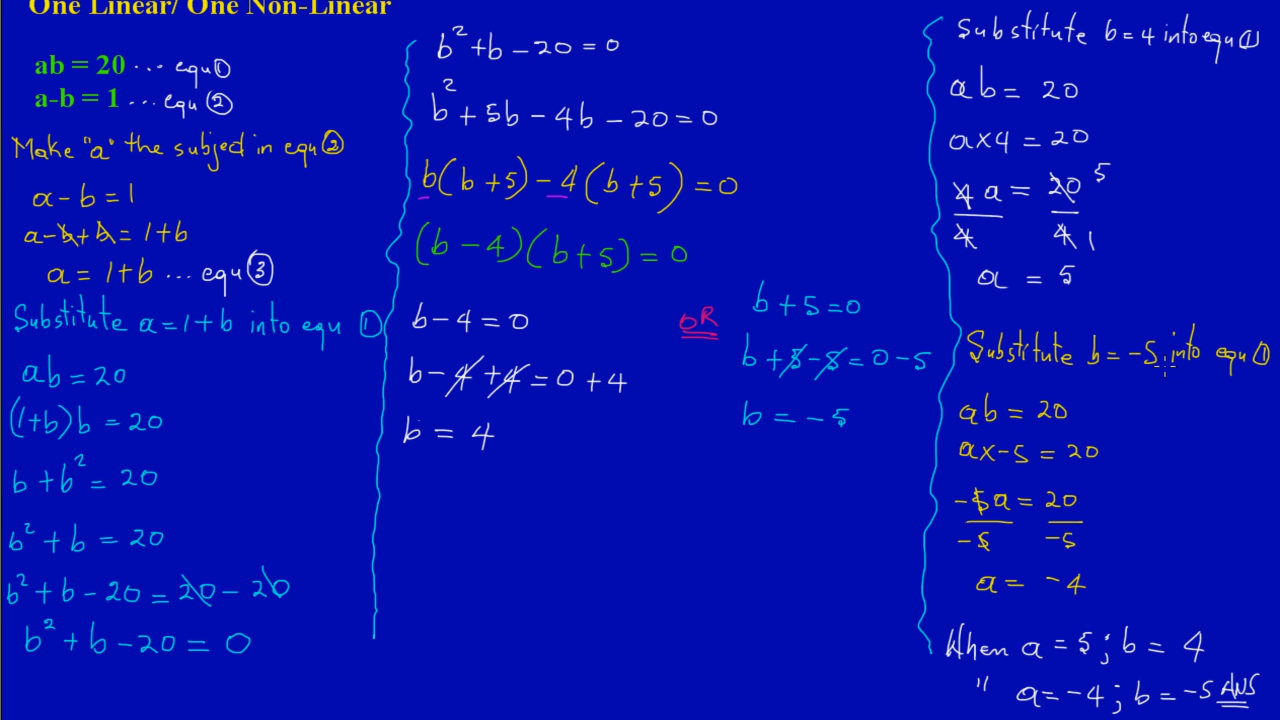 One Linear/ One Non-Linear
ab = 20 ... equ①
a-b = 1 ... equ②
Make "a" the subject in equ②
a - b = 1
a - b + b = 1 + b
a = 1 + b ... equ③
Substitute a = 1 + b into equ ①
ab = 20
(1+b)b = 20
b + b² = 20
b² + b = 20
b² + b - 20 = 20 - 20
b² + b - 20 = 0
b² + b - 20 = 0
b² + 5b - 4b - 20 = 0
b(b + 5) - 4(b + 5) = 0
(b - 4)(b + 5) = 0
b - 4 = 0
b - 4 + 4 = 0 + 4
b = 4
OR
b + 5 = 0
b + 5 - 5 = 0 - 5
b = - 5
Substitute b = 4 into equ①
ab = 20
a x 4 = 20
4a = 20 5
4 4 1
a = 5
Substitute b = -5 into equ①
ab = 20
a x - 5 = 20
-5a = 20
-5 -5
a = -4
When a = 5 ; b = 4
" a = -4 ; b = -5 ANS